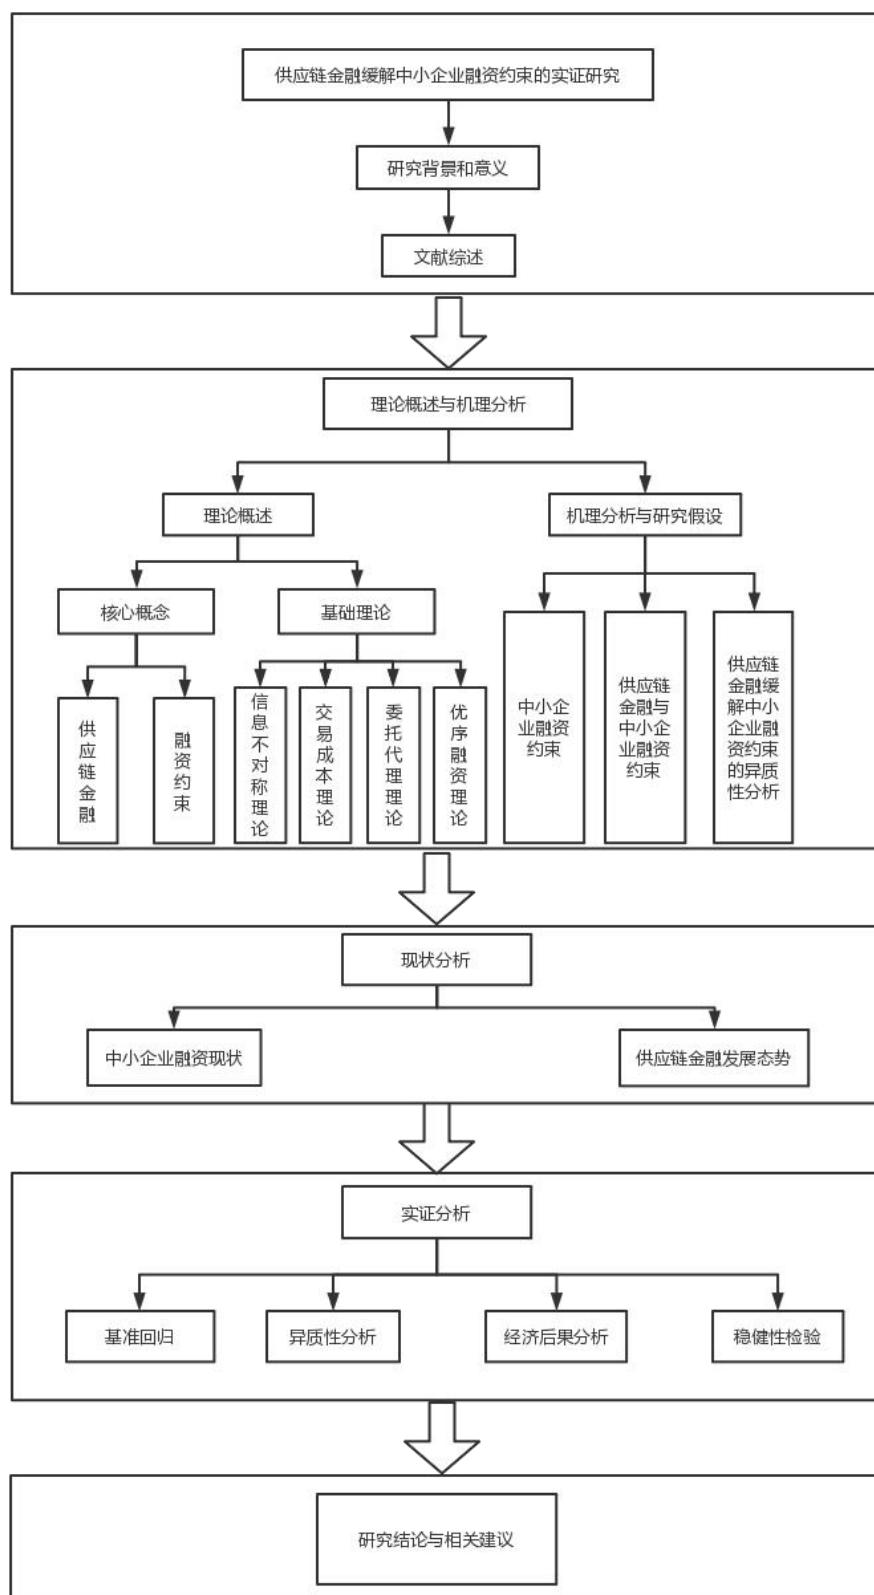 供应链金融缓解中小企业融资约束的实证研究
研究背景和意义
文献综述
理论概述与机理分析
理论概述
机理分析与研究假设
核心概念
基础理论
供应链金融
融资约束
信息不对称理论
交易成本理论
委托代理理论
优序融资理论
中小企
业融资
约束
供应链
金融与
中小企
业融资
约束
供应链
金融缓
解中小
企业融
资约束
的异质
性分析
现状分析
中小企业融资现状
供应链金融发展态势
实证分析
基准回归
异质性分析
经济后果分析
稳健性检验
研究结论与相关建议